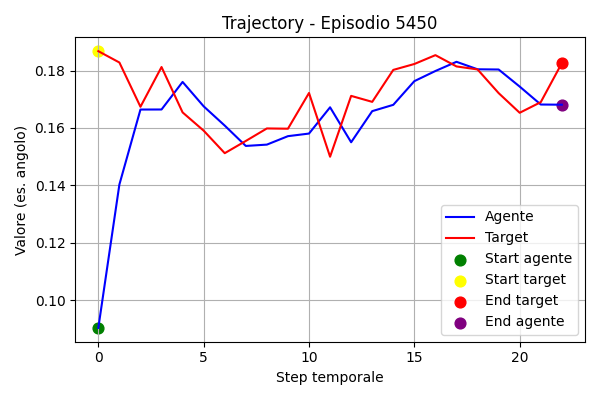 Trajectory - Episodio 5450
Valore (es. angolo)
0.18
0.16
0.14
0.12
0.10
Agente
Target
Start agente
Start target
End target
End agente
0
5
10
15
20
Step temporale